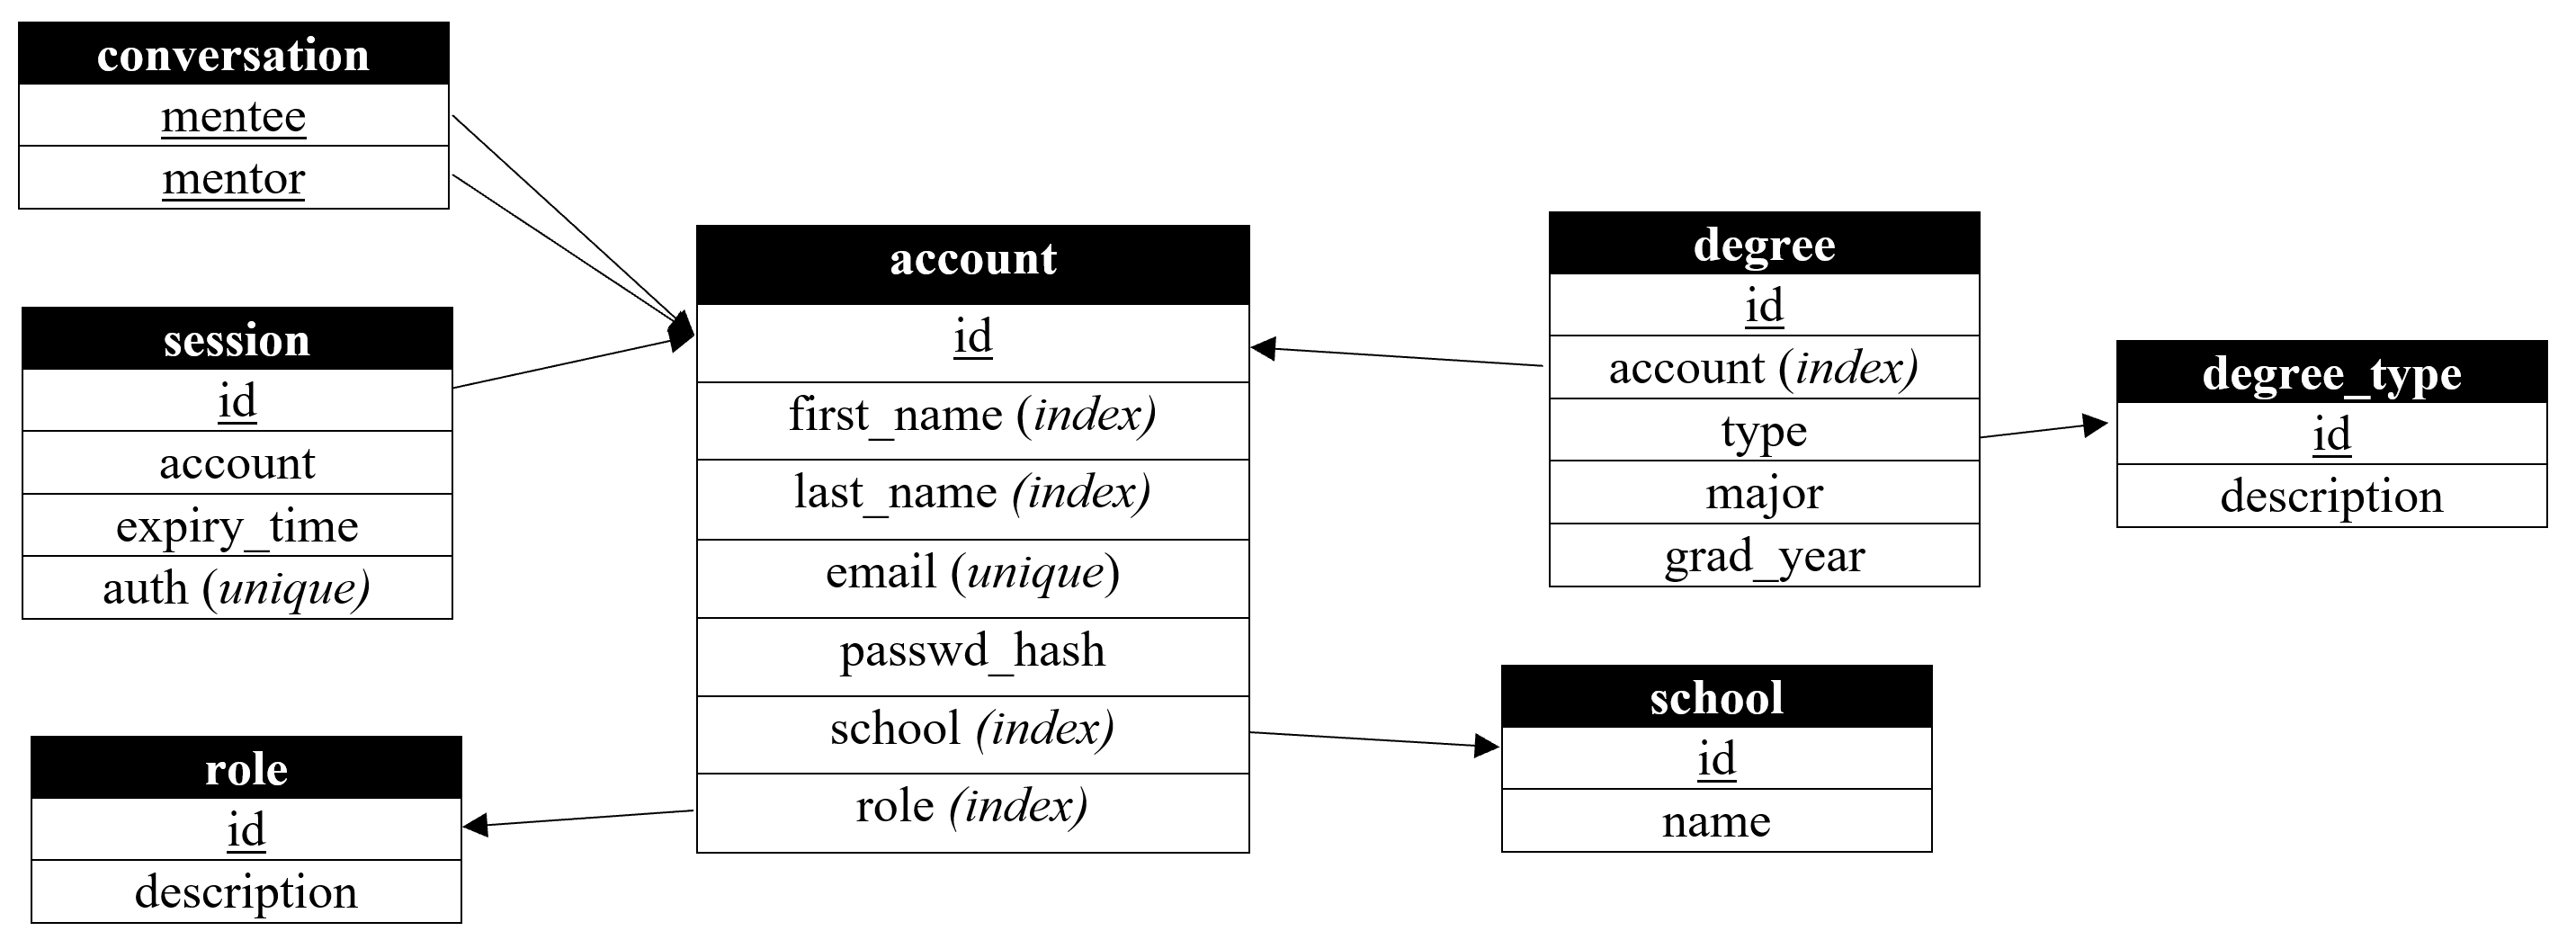 conversation
mentee
mentor
session
id
account
expiry_time
auth (unique)
role
id
description
account
id
first_name (index)
last_name (index)
email (unique)
passwd_hash
school (index)
role (index)
degree
id
account (index)
type
major
grad_year
school
id
name
degree_type
id
description